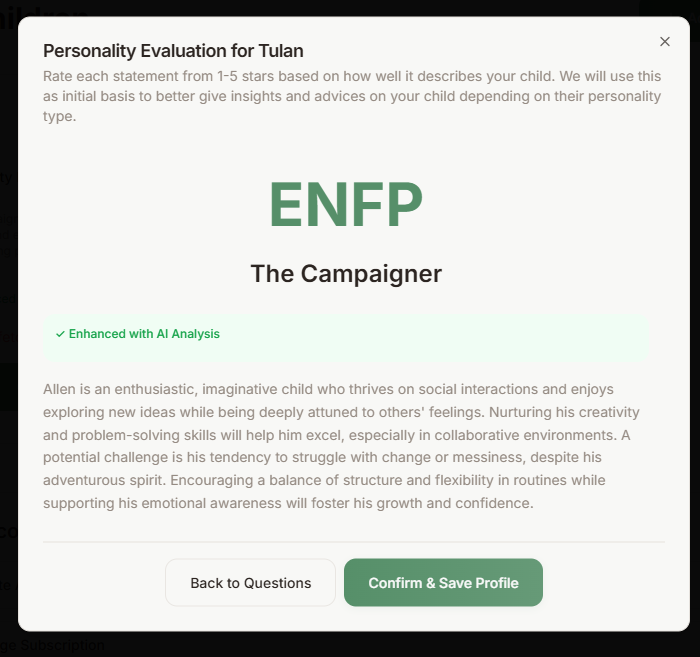 Personality Evaluation for Tulan
Rate each statement from 1-5 stars based on how well it describes your child. We will use this
as initial basis to better give insights and advices on your child depending on their personality
type.
ENFP
The Campaigner
✓ Enhanced with AI Analysis
Allen is an enthusiastic, imaginative child who thrives on social interactions and enjoys
exploring new ideas while being deeply attuned to others' feelings. Nurturing his creativity
and problem-solving skills will help him excel, especially in collaborative environments. A
potential challenge is his tendency to struggle with change or messiness, despite his
adventurous spirit. Encouraging a balance of structure and flexibility in routines while
supporting his emotional awareness will foster his growth and confidence.
Back to Questions
Confirm & Save Profile
Subscription